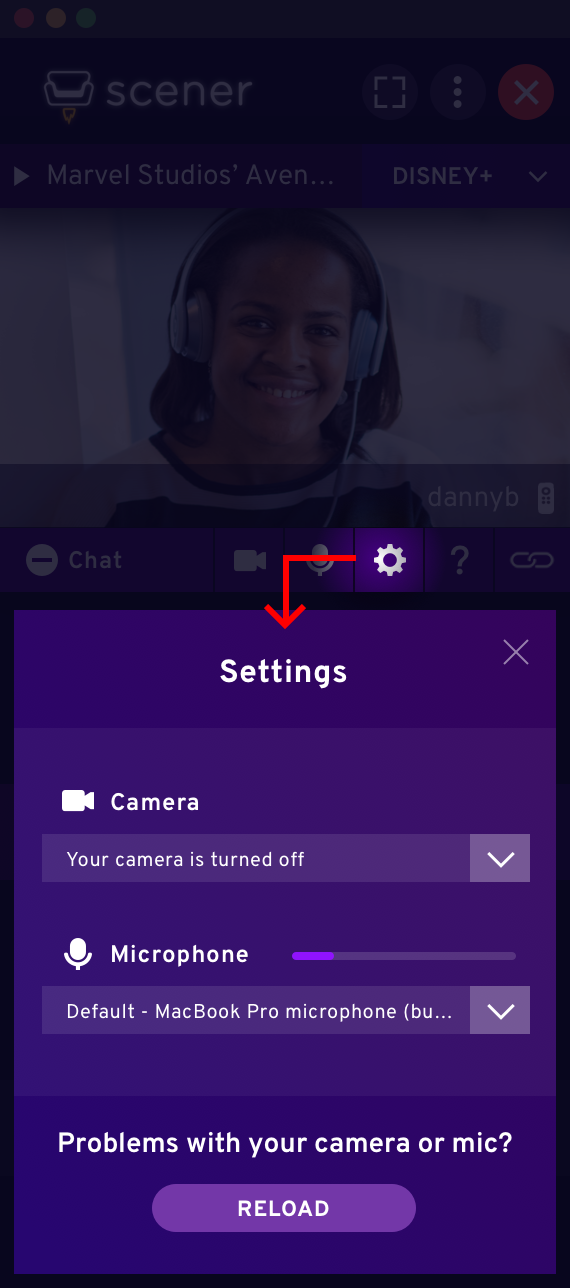 scener
Marvel Studios’ Aven... DISNEY+
dannyb
Chat ?
Settings
Camera
Your camera is turned off
Microphone
Default - MacBook Pro microphone (bu...
Problems with your camera or mic?
RELOAD